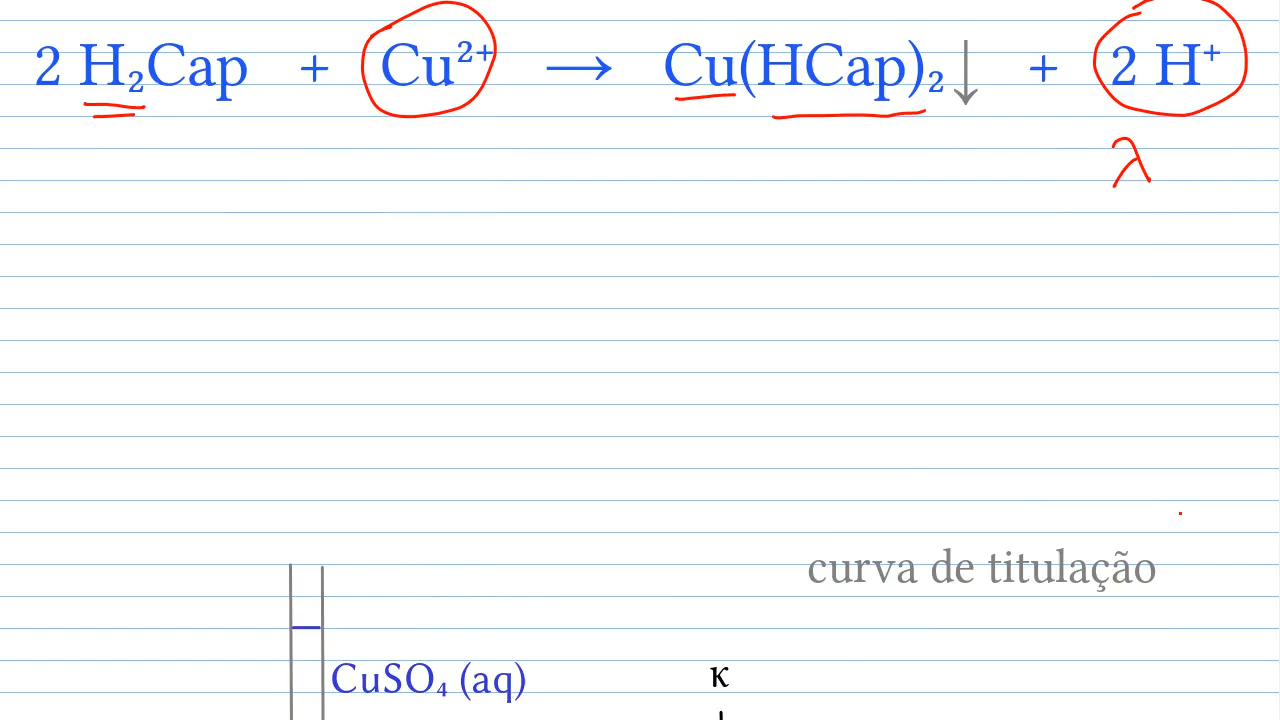 2 H₂Cap + Cu²⁺ → Cu(HCap)₂↓ + 2 H⁺
λ
curva de titulação
CuSO₄ (aq)
κ